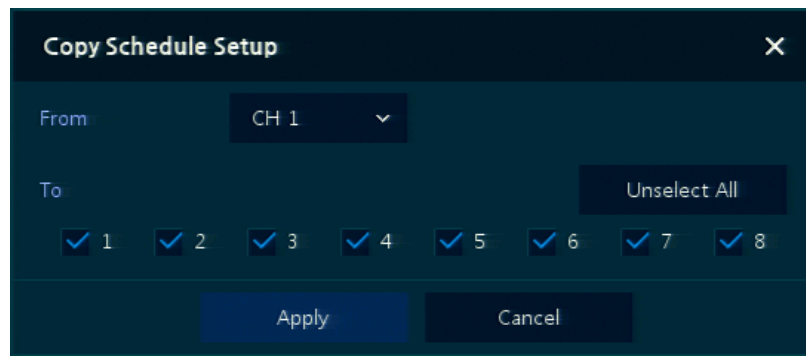 Copy Schedule Setup
From CH 1
To Unselect All
1 2 3 4 5 6 7 8
Apply Cancel